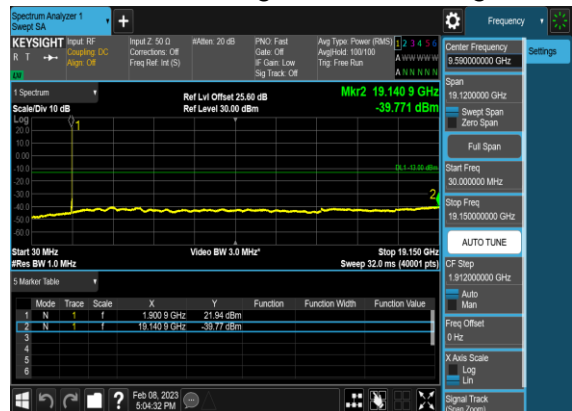 Spectrum Analyzer 1
Swept SA
Frequency
KEYSIGHT Input: RF Input Z: 50 Ω #Atten: 20 dB PNO: Fast Avg Type: Power (RMS) 1 2 3 4 5 6
R T Coupling: DC Corrections: Off Gate: Off Avg|Hold: 100/100 A W W W W W
Align: Off Freq Ref: Int (S) IF Gain: Low Trig: Free Run
Sig Track: Off A N N N N N
LW
1 Spectrum Ref Lvl Offset 25.60 dB Mkr2 19.140 9 GHz
Scale/Div 10 dB Ref Level 30.00 dBm -39.771 dBm
Log
20.0
10.0
0.00
-10.0
-20.0
-30.0
-40.0
-50.0
-60.0
1
DL1 -13.00 dBm
2
Start 30 MHz Video BW 3.0 MHz* Stop 19.150 GHz
#Res BW 1.0 MHz Sweep 32.0 ms (40001 pts)
5 Marker Table
Mode Trace Scale X Y Function Function Width Function Value
1 N 1 f 1.900 9 GHz 21.94 dBm
2 N 1 f 19.140 9 GHz -39.77 dBm
3
4
5
6
Feb 08, 2023
5:04:32 PM
Center Frequency
9.590000000 GHz
Settings
Span
19.1200000 GHz
Swept Span
Zero Span
Full Span
Start Freq
30.000000 MHz
Stop Freq
19.150000000 GHz
AUTO TUNE
CF Step
1.912000000 GHz
Auto
Man
Freq Offset
0 Hz
X Axis Scale
Log
Lin
Signal Track
(Span Zoom)